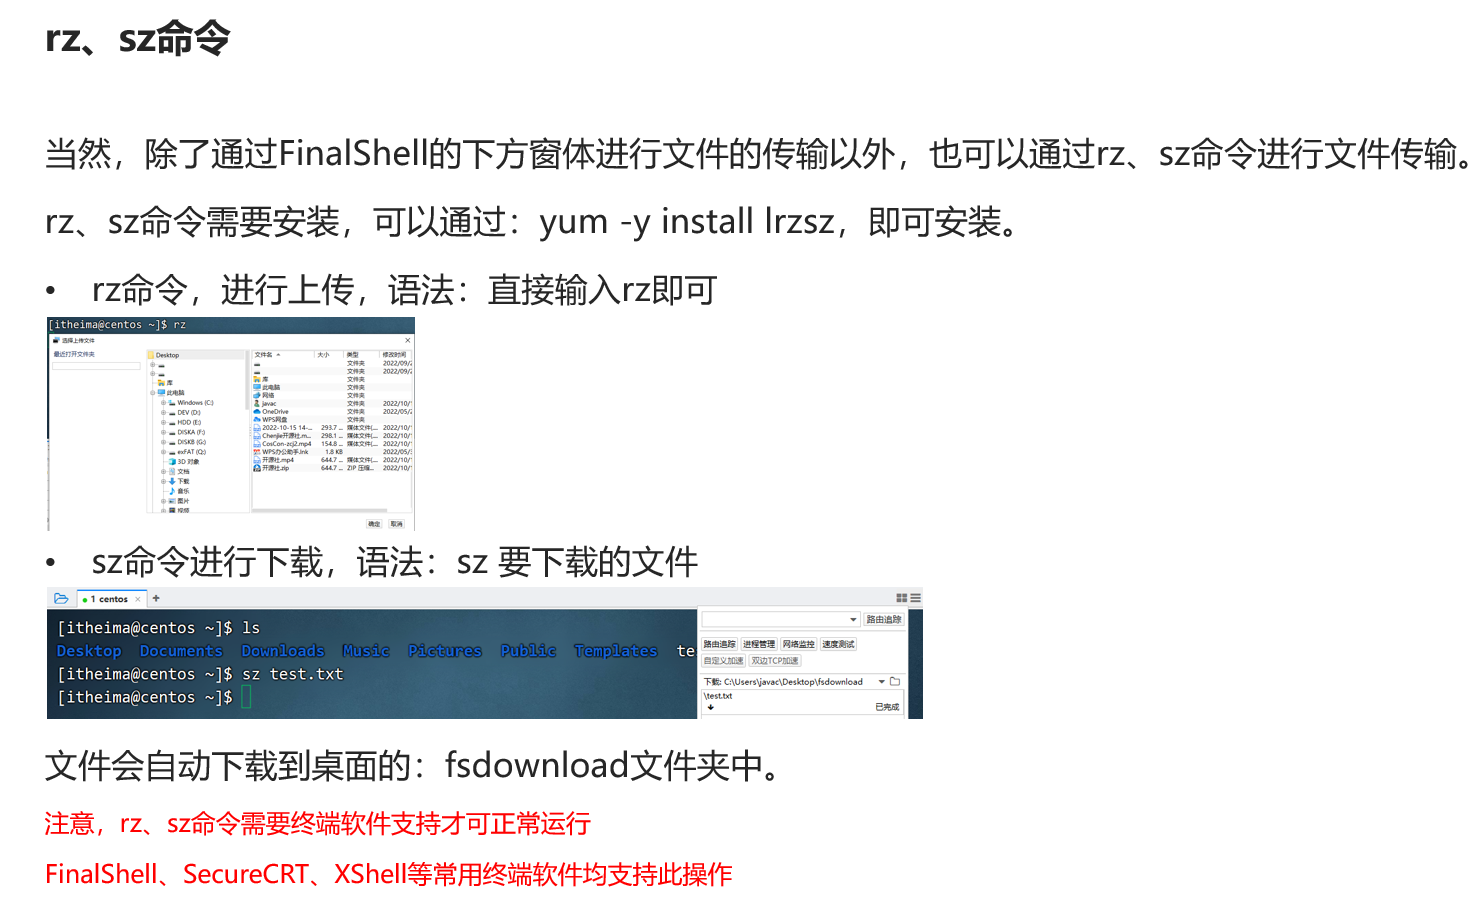 rz、sz命令
当然，除了通过FinalShell的下方窗体进行文件的传输以外，也可以通过rz、sz命令进行文件传输。
rz、sz命令需要安装，可以通过：yum -y install lrzsz，即可安装。
• rz命令，进行上传，语法：直接输入rz即可
[itheima@centos ~]$ rz
选择上传文件
最近打开文件夹
Desktop
库
此电脑
Windows (C:)
DEV (D:)
HDD (E:)
DISKA (F:)
DISKB (G:)
exFAT (Q:)
3D 对象
文档
下载
音乐
图片
视频
文件名 大小 类型 修改时间
文件夹 2022/09/2
文件夹 2022/09/2
库 文件夹
此电脑 文件夹
网络 文件夹
javac 文件夹 2022/10/1
OneDrive 文件夹 2022/05/2
WPS网盘 文件夹
2022-10-15 14-... 293.7 ... 媒体文件(... 2022/10/1
Chenjie开源社.m... 298.1 ... 媒体文件(... 2022/10/1
CosCon-zcj2.mp4 154.8 ... 媒体文件(... 2022/10/1
WPS办公助手.lnk 1.8 KB 2022/05/3
开源社.mp4 644.7 ... 媒体文件(... 2022/10/1
开源社.zip 644.7 ... ZIP 压缩... 2022/10/1
确定 取消
• sz命令进行下载，语法：sz 要下载的文件
1 centos × +
[itheima@centos ~]$ ls
Desktop Documents Downloads Music Pictures Public Templates te
[itheima@centos ~]$ sz test.txt
[itheima@centos ~]$
路由追踪
路由追踪 进程管理 网络监控 速度测试
自定义加速 双边TCP加速
下载: C:\Users\javac\Desktop\fsdownload
\test.txt
已完成
文件会自动下载到桌面的：fsdownload文件夹中。
注意，rz、sz命令需要终端软件支持才可正常运行
FinalShell、SecureCRT、XShell等常用终端软件均支持此操作